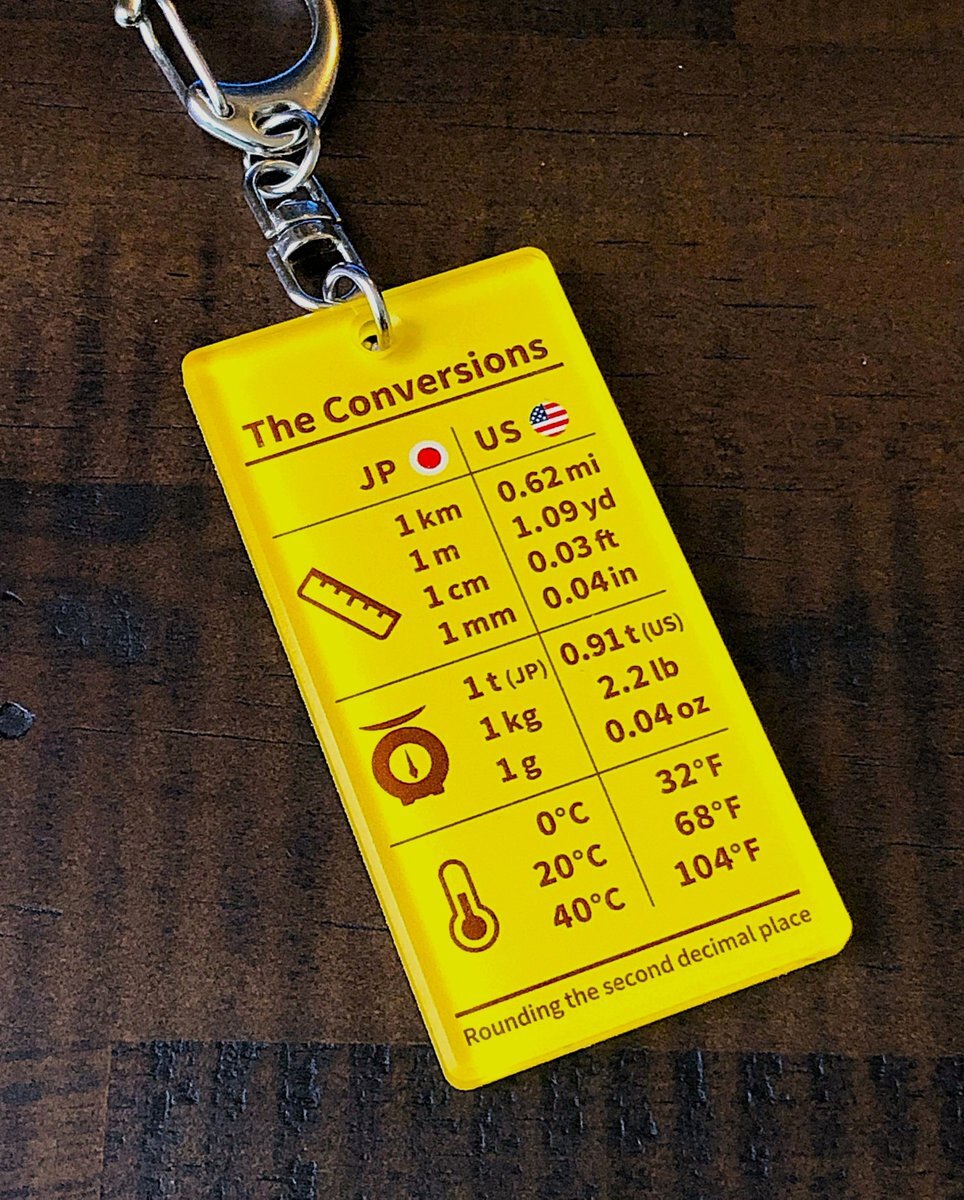 The Conversions
JP US
1 km 0.62 mi
1 m 1.09 yd
1 cm 0.03 ft
1 mm 0.04 in
1 t (JP) 0.91 t (US)
1 kg 2.2 lb
1 g 0.04 oz
0°C 32°F
20°C 68°F
40°C 104°F
Rounding the second decimal place